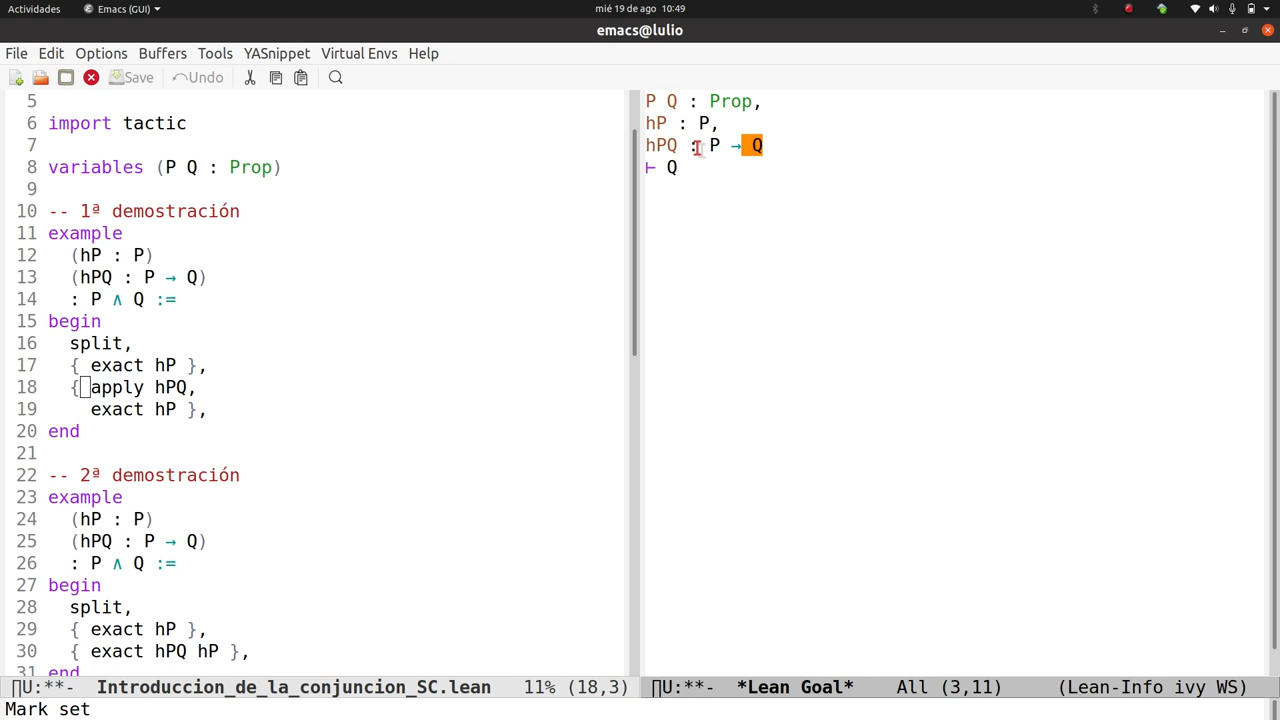 Actividades Emacs (GUI) mié 19 de ago 10:49
emacs@lulio
File Edit Options Buffers Tools YASnippet Virtual Envs Help
Save Undo
5
6 import tactic
7
8 variables (P Q : Prop)
9
10 -- 1ª demostración
11 example
12 (hP : P)
13 (hPQ : P → Q)
14 : P ∧ Q :=
15 begin
16 split,
17 { exact hP },
18 { apply hPQ,
19 exact hP },
20 end
21
22 -- 2ª demostración
23 example
24 (hP : P)
25 (hPQ : P → Q)
26 : P ∧ Q :=
27 begin
28 split,
29 { exact hP },
30 { exact hPQ hP },
31 end
∏U:**- Introduccion_de_la_conjuncion_SC.lean 11% (18,3)
P Q : Prop,
hP : P,
hPQ : P → Q
⊢ Q
∏U:**- *Lean Goal* All (3,11) (Lean-Info ivy WS)
Mark set